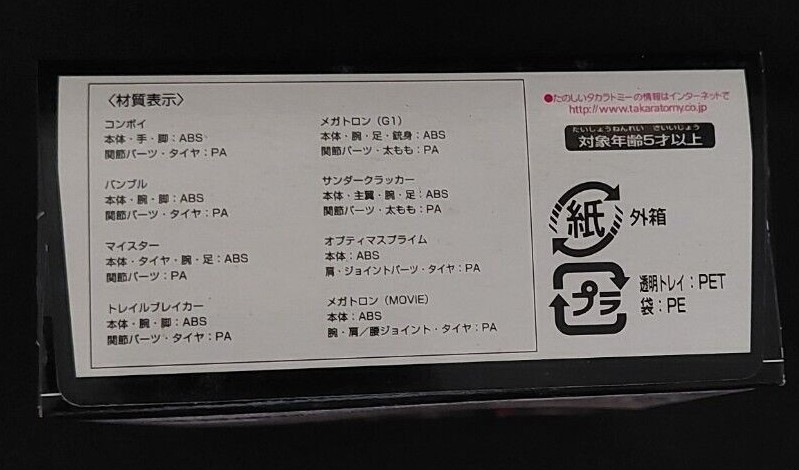 〈材質表示〉
コンボイ
本体・手・脚：ABS
関節パーツ・タイヤ：PA
バンブル
本体・腕・脚：ABS
関節パーツ・タイヤ：PA
マイスター
本体・タイヤ・腕・足：ABS
関節パーツ：PA
トレイルブレイカー
本体・腕・脚：ABS
関節パーツ・タイヤ：PA
メガトロン（G1）
本体・腕・足・銃身：ABS
関節パーツ・太もも：PA
サンダークラッカー
本体・主翼・腕・足：ABS
関節パーツ・太もも：PA
オプティマスプライム
本体：ABS
肩・ジョイントパーツ・タイヤ：PA
メガトロン（MOVIE）
本体：ABS
腕・肩／腰ジョイント・タイヤ：PA
●たのしいタカラトミーの情報はインターネットで
http://www.takaratomy.co.jp
たいしょうねんれい さいいじょう
対象年齢5才以上
紙 外箱
プラ 透明トレイ：PET
袋：PE